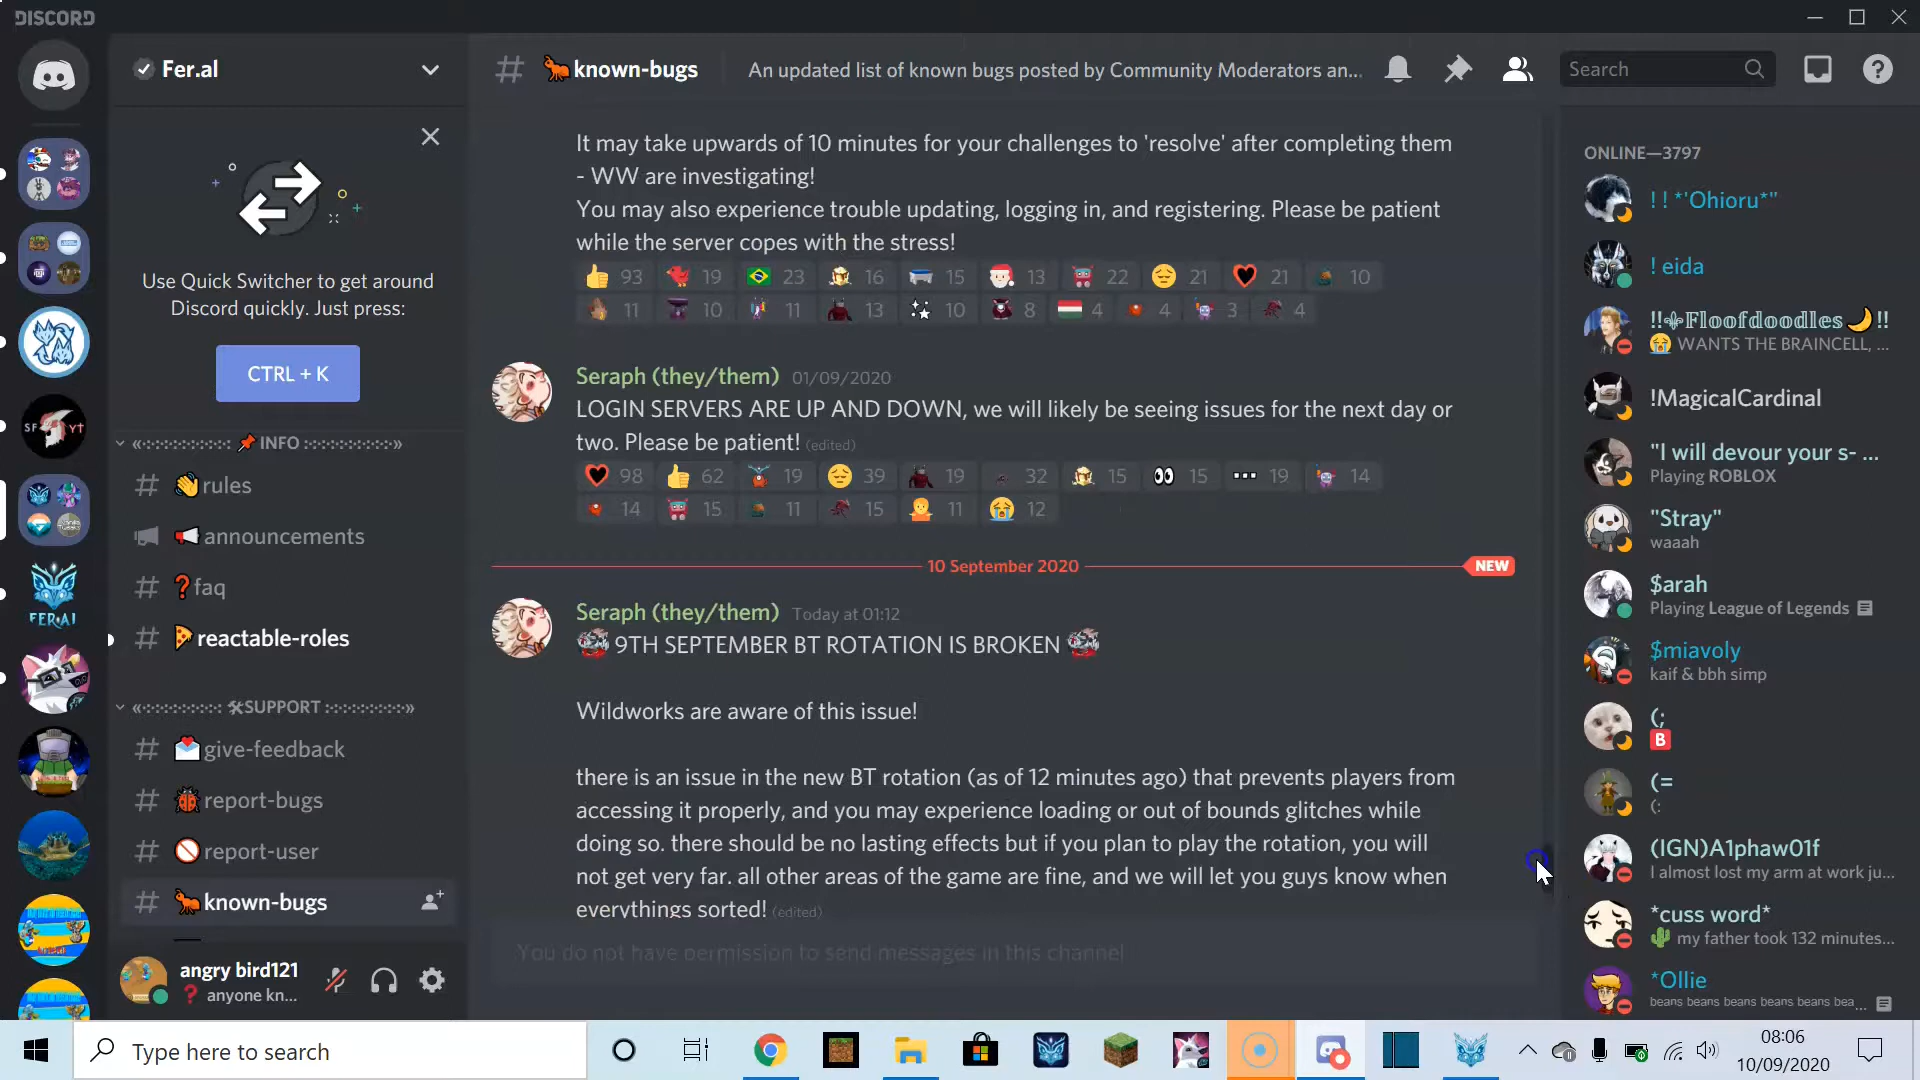 DISCORD
Fer.al
known-bugs
An updated list of known bugs posted by Community Moderators an...
Search
Use Quick Switcher to get around
Discord quickly. Just press:
CTRL + K
INFO
rules
announcements
faq
reactable-roles
SUPPORT
give-feedback
report-bugs
report-user
known-bugs
angry bird121
anyone kn...
SF YT
FER.AL
It may take upwards of 10 minutes for your challenges to 'resolve' after completing them
- WW are investigating!
You may also experience trouble updating, logging in, and registering. Please be patient
while the server copes with the stress!
93 19 23 16 15 13 22 21 21 10
11 10 11 13 10 8 4 4 3 4
Seraph (they/them) 01/09/2020
LOGIN SERVERS ARE UP AND DOWN, we will likely be seeing issues for the next day or
two. Please be patient! (edited)
98 62 19 39 19 32 15 15 19 14
14 15 11 15 11 12
10 September 2020 NEW
Seraph (they/them) Today at 01:12
9TH SEPTEMBER BT ROTATION IS BROKEN
Wildworks are aware of this issue!
there is an issue in the new BT rotation (as of 12 minutes ago) that prevents players from
accessing it properly, and you may experience loading or out of bounds glitches while
doing so. there should be no lasting effects but if you plan to play the rotation, you will
not get very far. all other areas of the game are fine, and we will let you guys know when
everythings sorted! (edited)
You do not have permission to send messages in this channel
ONLINE—3797
! ! *'Ohioru*"
! eida
!!⚜𝔽𝕝𝕠𝕠𝕗𝕕𝕠𝕠𝕕𝕝𝕖𝕤🌙!!
WANTS THE BRAINCELL, ...
!MagicalCardinal
"I will devour your s- ...
Playing ROBLOX
"Stray"
waaah
$arah
Playing League of Legends
$miavoly
kaif & bbh simp
(;
B
(=
(:
(IGN)A1phaw01f
I almost lost my arm at work ju...
*cuss word*
my father took 132 minutes...
*Ollie
beans beans beans beans beans bea...
Type here to search
08:06
10/09/2020